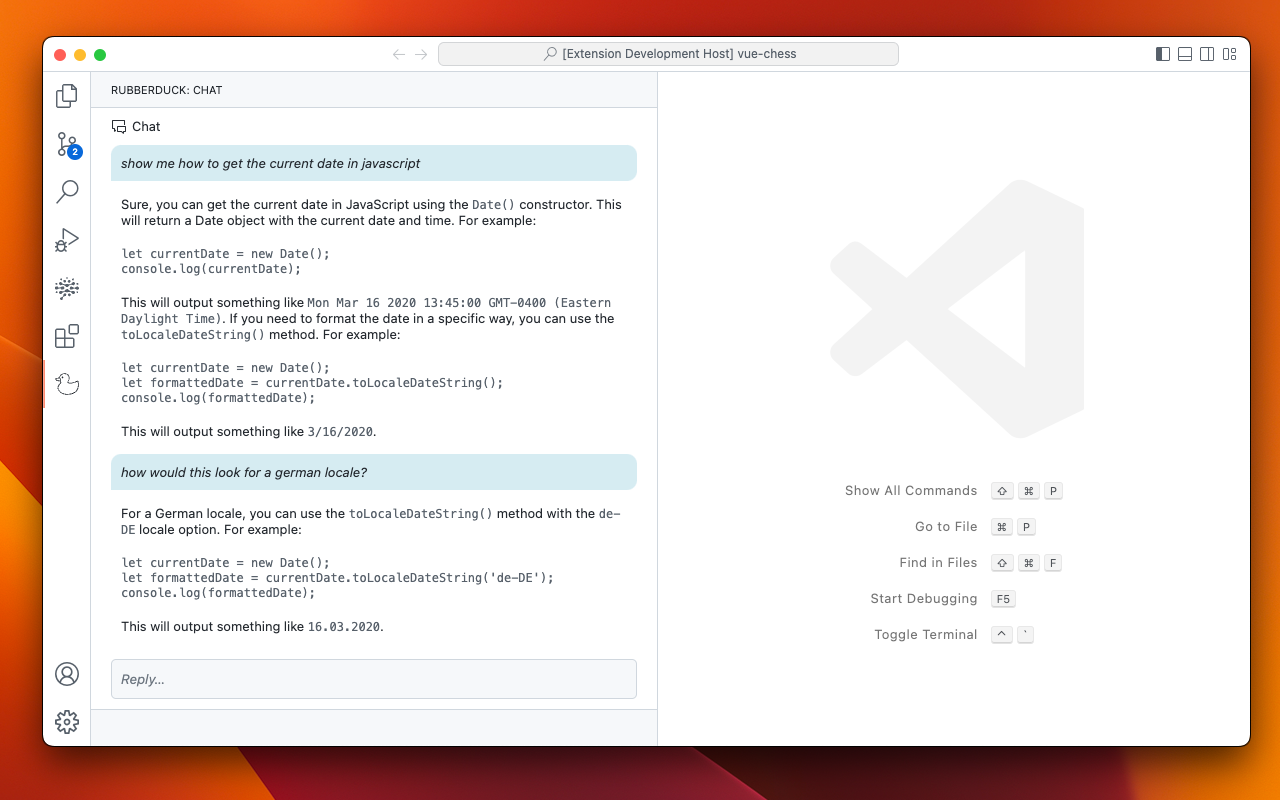 [Extension Development Host] vue-chess
RUBBERDUCK: CHAT
2
Chat
show me how to get the current date in javascript
Sure, you can get the current date in JavaScript using the Date() constructor. This
will return a Date object with the current date and time. For example:
let currentDate = new Date();
console.log(currentDate);
This will output something like Mon Mar 16 2020 13:45:00 GMT-0400 (Eastern
Daylight Time). If you need to format the date in a specific way, you can use the
toLocaleDateString() method. For example:
let currentDate = new Date();
let formattedDate = currentDate.toLocaleDateString();
console.log(formattedDate);
This will output something like 3/16/2020.
how would this look for a german locale?
For a German locale, you can use the toLocaleDateString() method with the de-
DE locale option. For example:
let currentDate = new Date();
let formattedDate = currentDate.toLocaleDateString('de-DE');
console.log(formattedDate);
This will output something like 16.03.2020.
Reply...
Show All Commands ⇧ ⌘ P
Go to File ⌘ P
Find in Files ⇧ ⌘ F
Start Debugging F5
Toggle Terminal ^ `